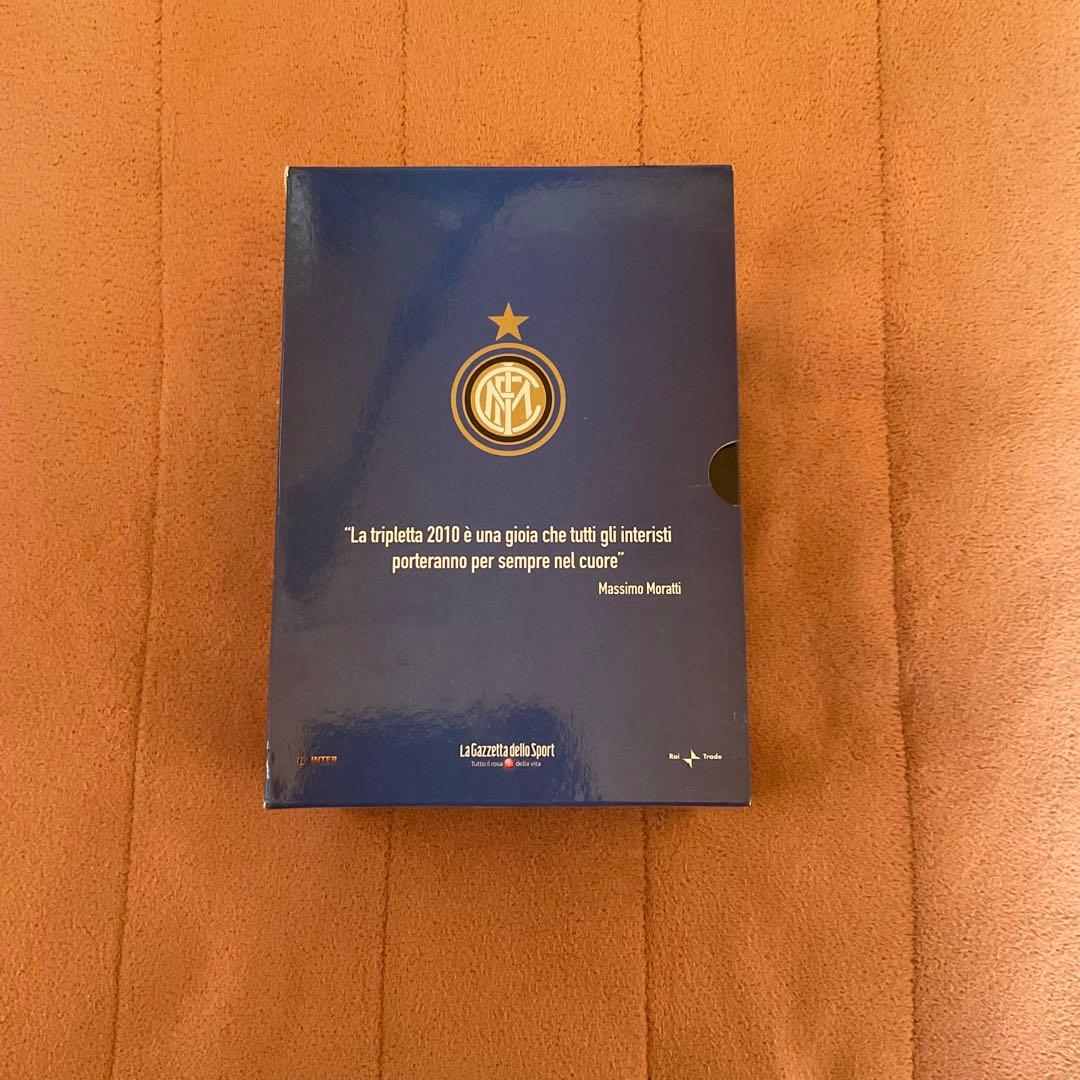 “La tripletta 2010 è una gioia che tutti gli interisti
porteranno per sempre nel cuore”
Massimo Moratti
INTER
La Gazzetta dello Sport
Tutto il rosa della vita
Rai Trade